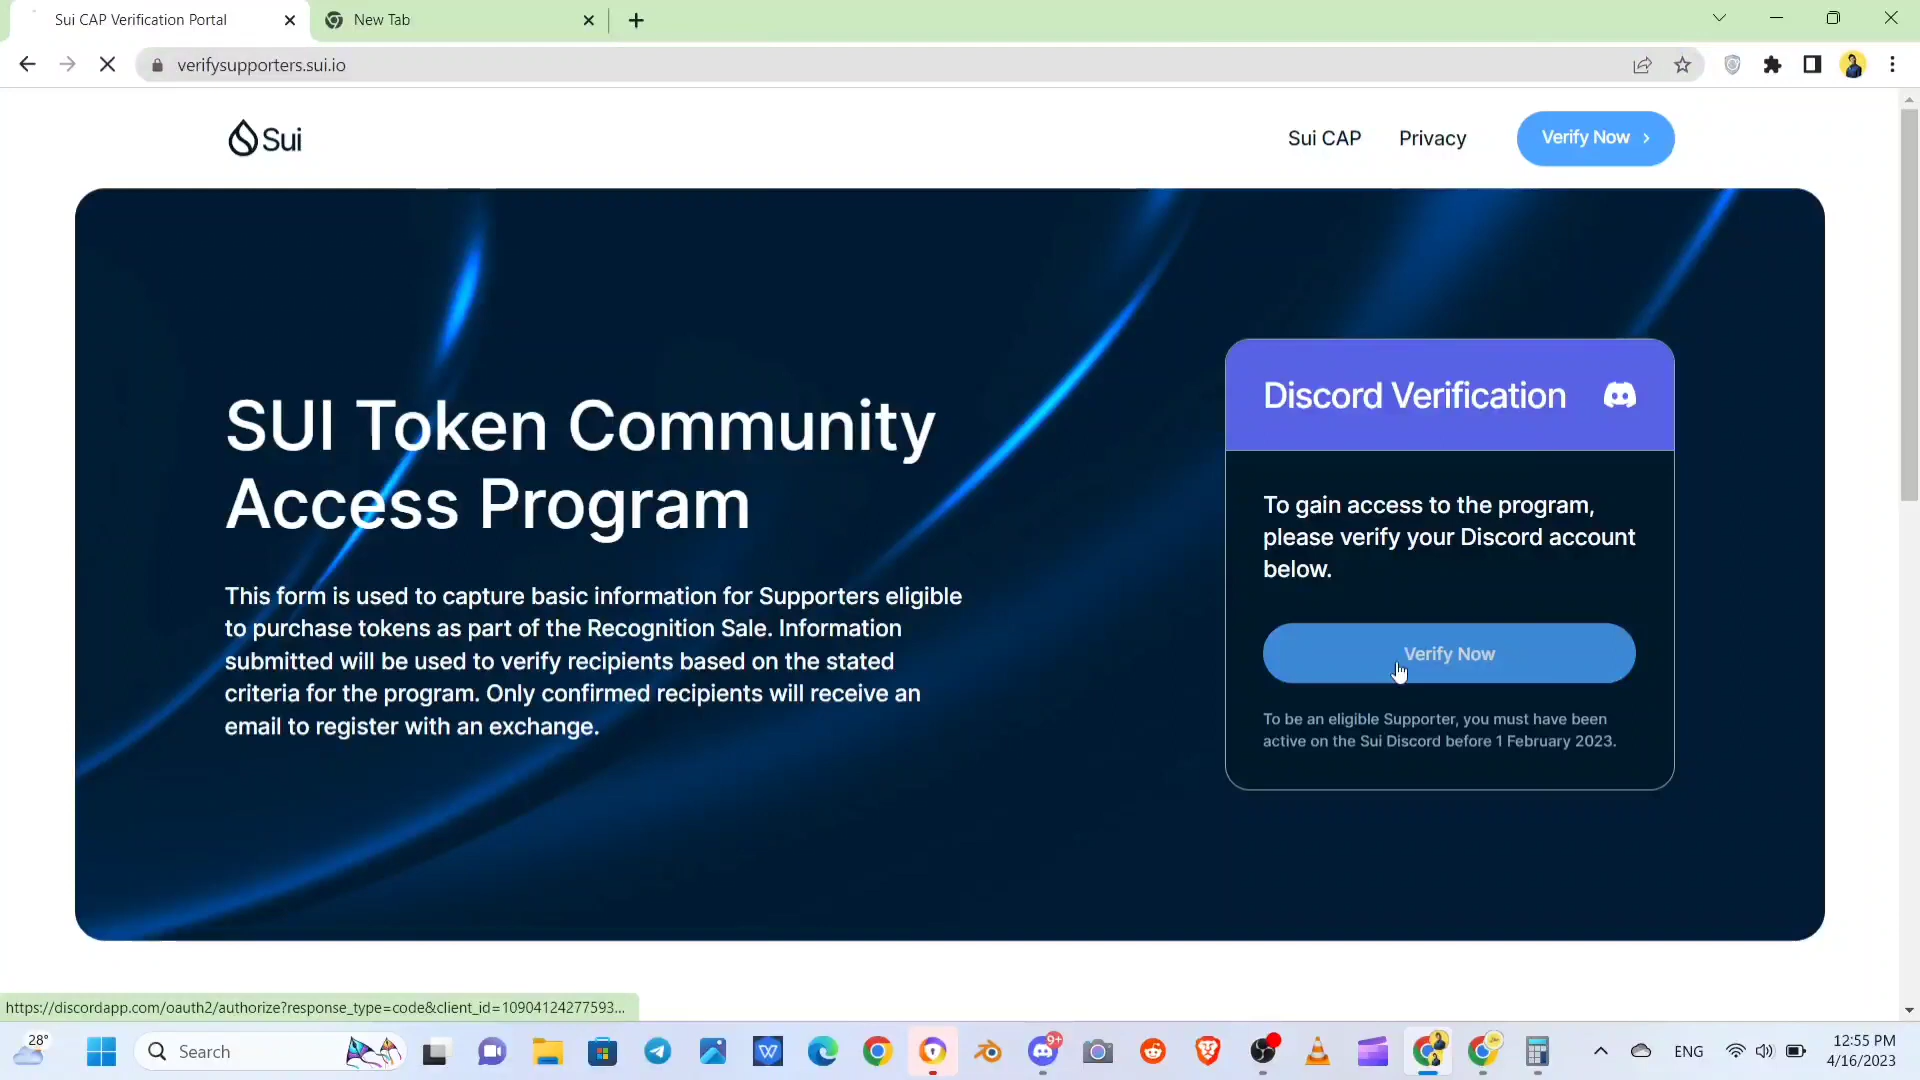 Sui CAP Verification Portal
New Tab
verifysupporters.sui.io
Sui
Sui CAP
Privacy
Verify Now
SUI Token Community
Access Program
This form is used to capture basic information for Supporters eligible
to purchase tokens as part of the Recognition Sale. Information
submitted will be used to verify recipients based on the stated
criteria for the program. Only confirmed recipients will receive an
email to register with an exchange.
Discord Verification
To gain access to the program,
please verify your Discord account
below.
Verify Now
To be an eligible Supporter, you must have been
active on the Sui Discord before 1 February 2023.
https://discordapp.com/oauth2/authorize?response_type=code&client_id=10904124277593...
28°
Search
W
9+
ENG
12:55 PM
4/16/2023